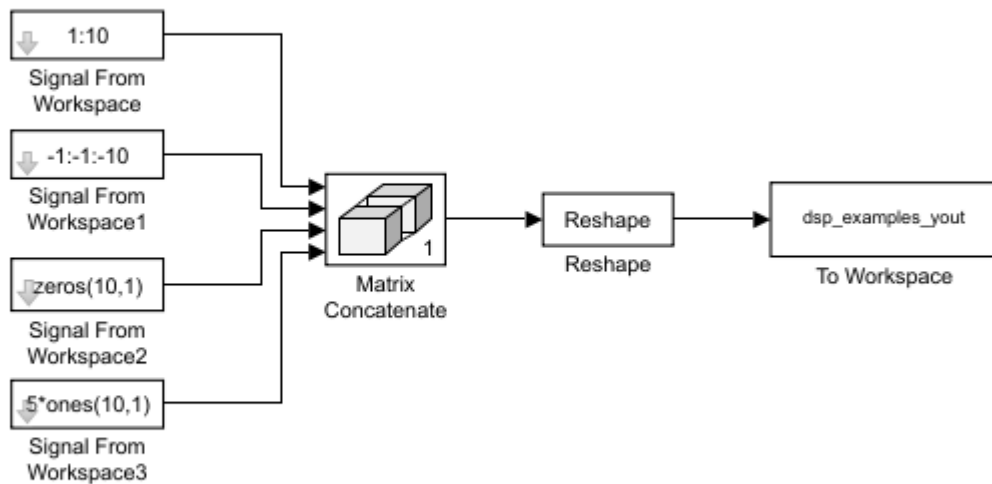 1:10
Signal From
Workspace
-1:-1:-10
Signal From
Workspace1
zeros(10,1)
Signal From
Workspace2
5*ones(10,1)
Signal From
Workspace3
1
Matrix
Concatenate
Reshape
Reshape
dsp_examples_yout
To Workspace